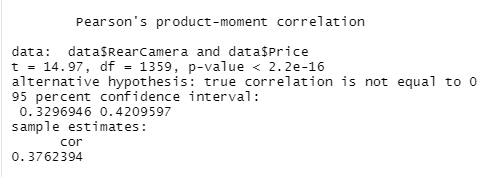 Pearson's product-moment correlation
data:  data$RearCamera and data$Price
t = 14.97, df = 1359, p-value < 2.2e-16
alternative hypothesis: true correlation is not equal to 0
95 percent confidence interval:
 0.3296946 0.4209597
sample estimates:
      cor
0.3762394